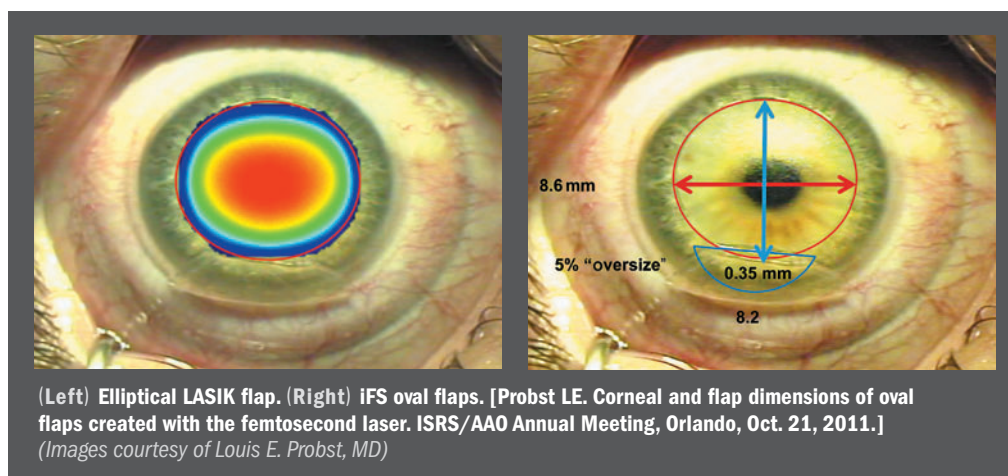 8.6 mm
5% “oversize”
0.35 mm
8.2
(Left) Elliptical LASIK flap. (Right) iFS oval flaps. [Probst LE. Corneal and flap dimensions of oval
flaps created with the femtosecond laser. ISRS/AAO Annual Meeting, Orlando, Oct. 21, 2011.]
(Images courtesy of Louis E. Probst, MD)